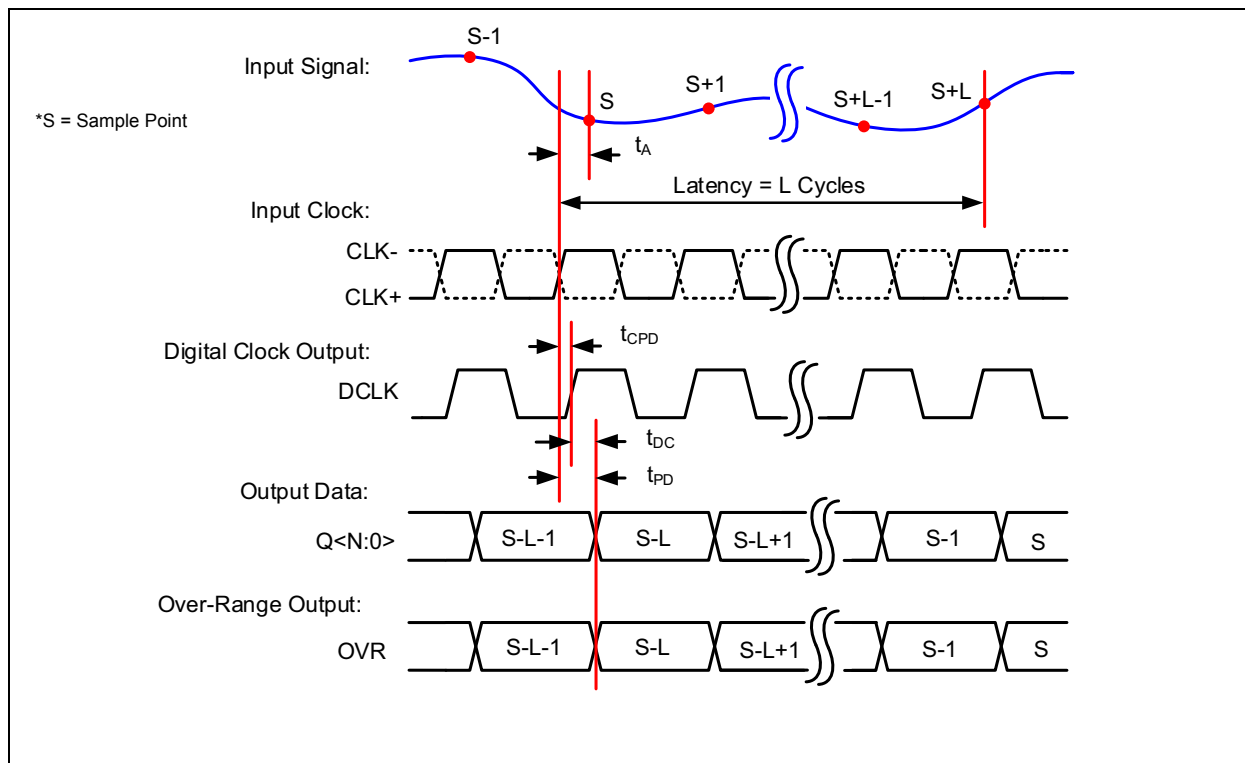 S-1
Input Signal:
S
S+1
S+L-1
S+L
*S = Sample Point
tA
Latency = L Cycles
Input Clock:
CLK-
CLK+
tCPD
Digital Clock Output:
DCLK
tDC
tPD
Output Data:
Q<N:0>
S-L-1
S-L
S-L+1
S-1
S
Over-Range Output:
OVR
S-L-1
S-L
S-L+1
S-1
S